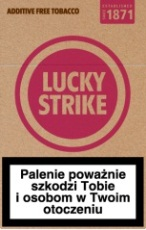 ADDITIVE FREE TOBACCO
ESTABLISHED
1871
LUCKY
STRIKE
Palenie poważnie
szkodzi Tobie
i osobom w Twoim
otoczeniu